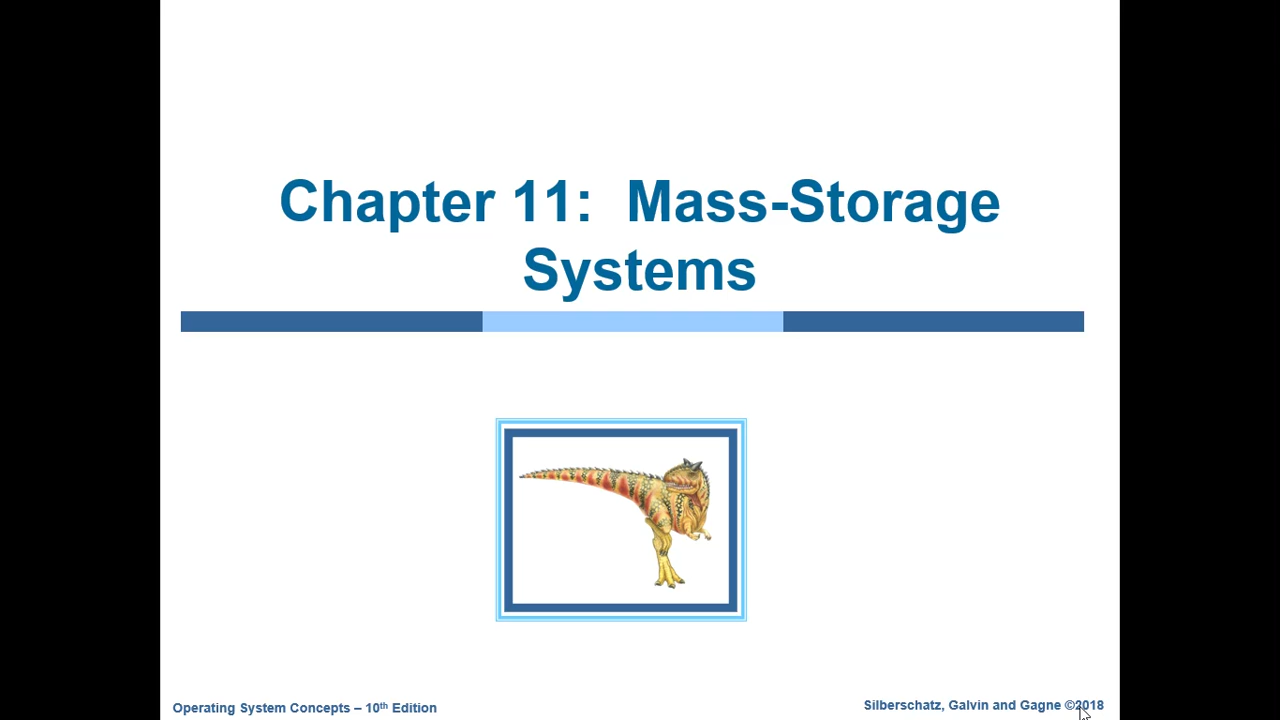 Chapter 11: Mass-Storage
Systems
Operating System Concepts – 10th Edition
Silberschatz, Galvin and Gagne ©2018